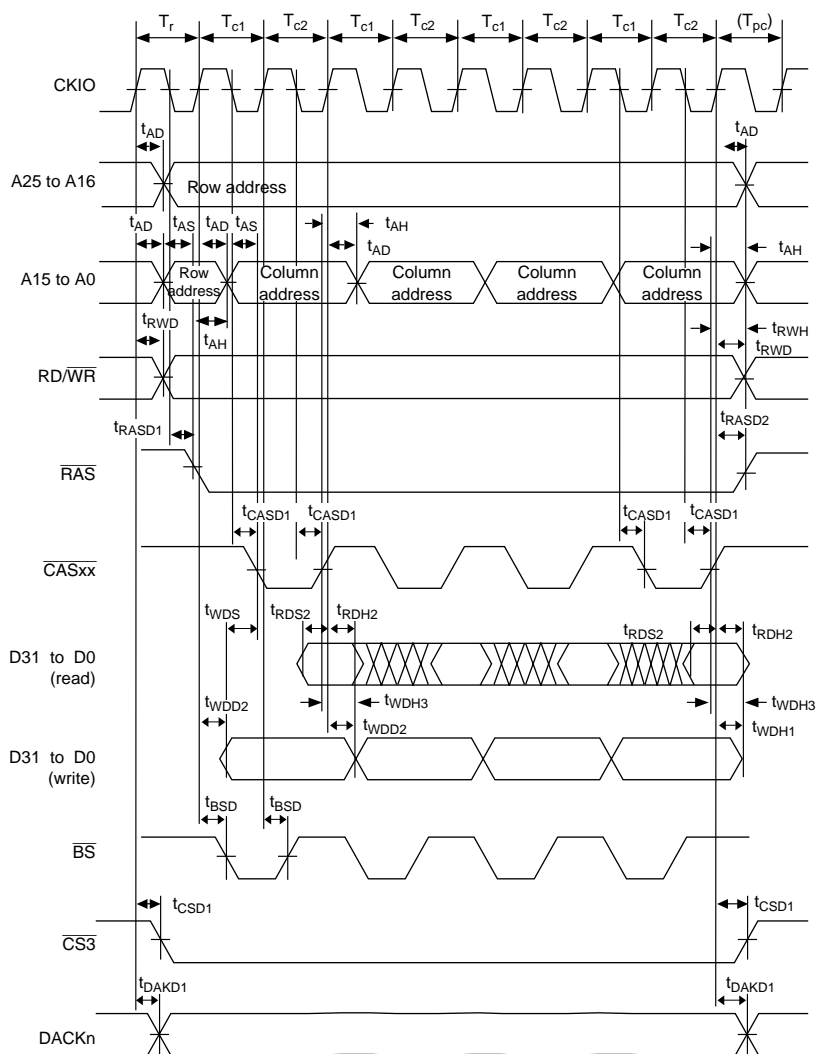 Tr Tc1 Tc2 Tc1 Tc2 Tc1 Tc2 Tc1 Tc2 (Tpc)
CKIO
tAD
A25 to A16 Row address
tAD tAS tAD tAS tAH
tAD tAH
A15 to A0 Row address Column address Column address Column address Column address
tRWD tAH tRWH
tRWD
RD/WR
tRASD1 tRASD2
RAS
tCASD1 tCASD1 tCASD1 tCASD1
CASxx
tWDS tRDS2 tRDH2 tRDS2 tRDH2
D31 to D0
(read)
tWDH3 tWDH3
tWDD2 tWDD2 tWDH1
D31 to D0
(write)
tBSD tBSD
BS
tCSD1 tCSD1
CS3
tDAKD1 tDAKD1
DACKn